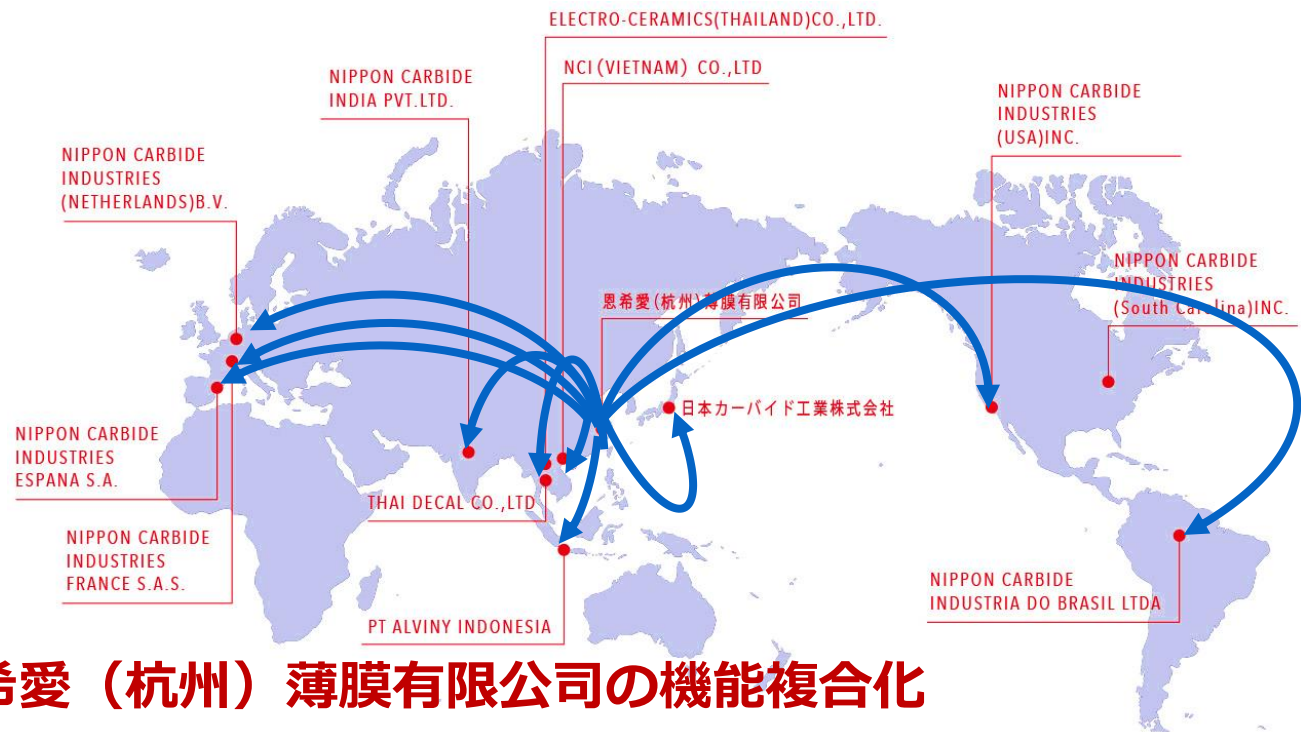 ELECTRO-CERAMICS(THAILAND)CO.,LTD.
NCI(VIETNAM) CO.,LTD
NIPPON CARBIDE
INDIA PVT.LTD.
NIPPON CARBIDE
INDUSTRIES
(USA)INC.
NIPPON CARBIDE
INDUSTRIES
(NETHERLANDS)B.V.
NIPPON CARBIDE
INDUSTRIES
(South Carolina)INC.
恩希愛(杭州)薄膜有限公司
日本カーバイド工業株式会社
NIPPON CARBIDE
INDUSTRIES
ESPANA S.A.
THAI DECAL CO.,LTD
NIPPON CARBIDE
INDUSTRIES
FRANCE S.A.S.
NIPPON CARBIDE
INDUSTRIA DO BRASIL LTDA
PT ALVINY INDONESIA
希愛（杭州）薄膜有限公司の機能複合化